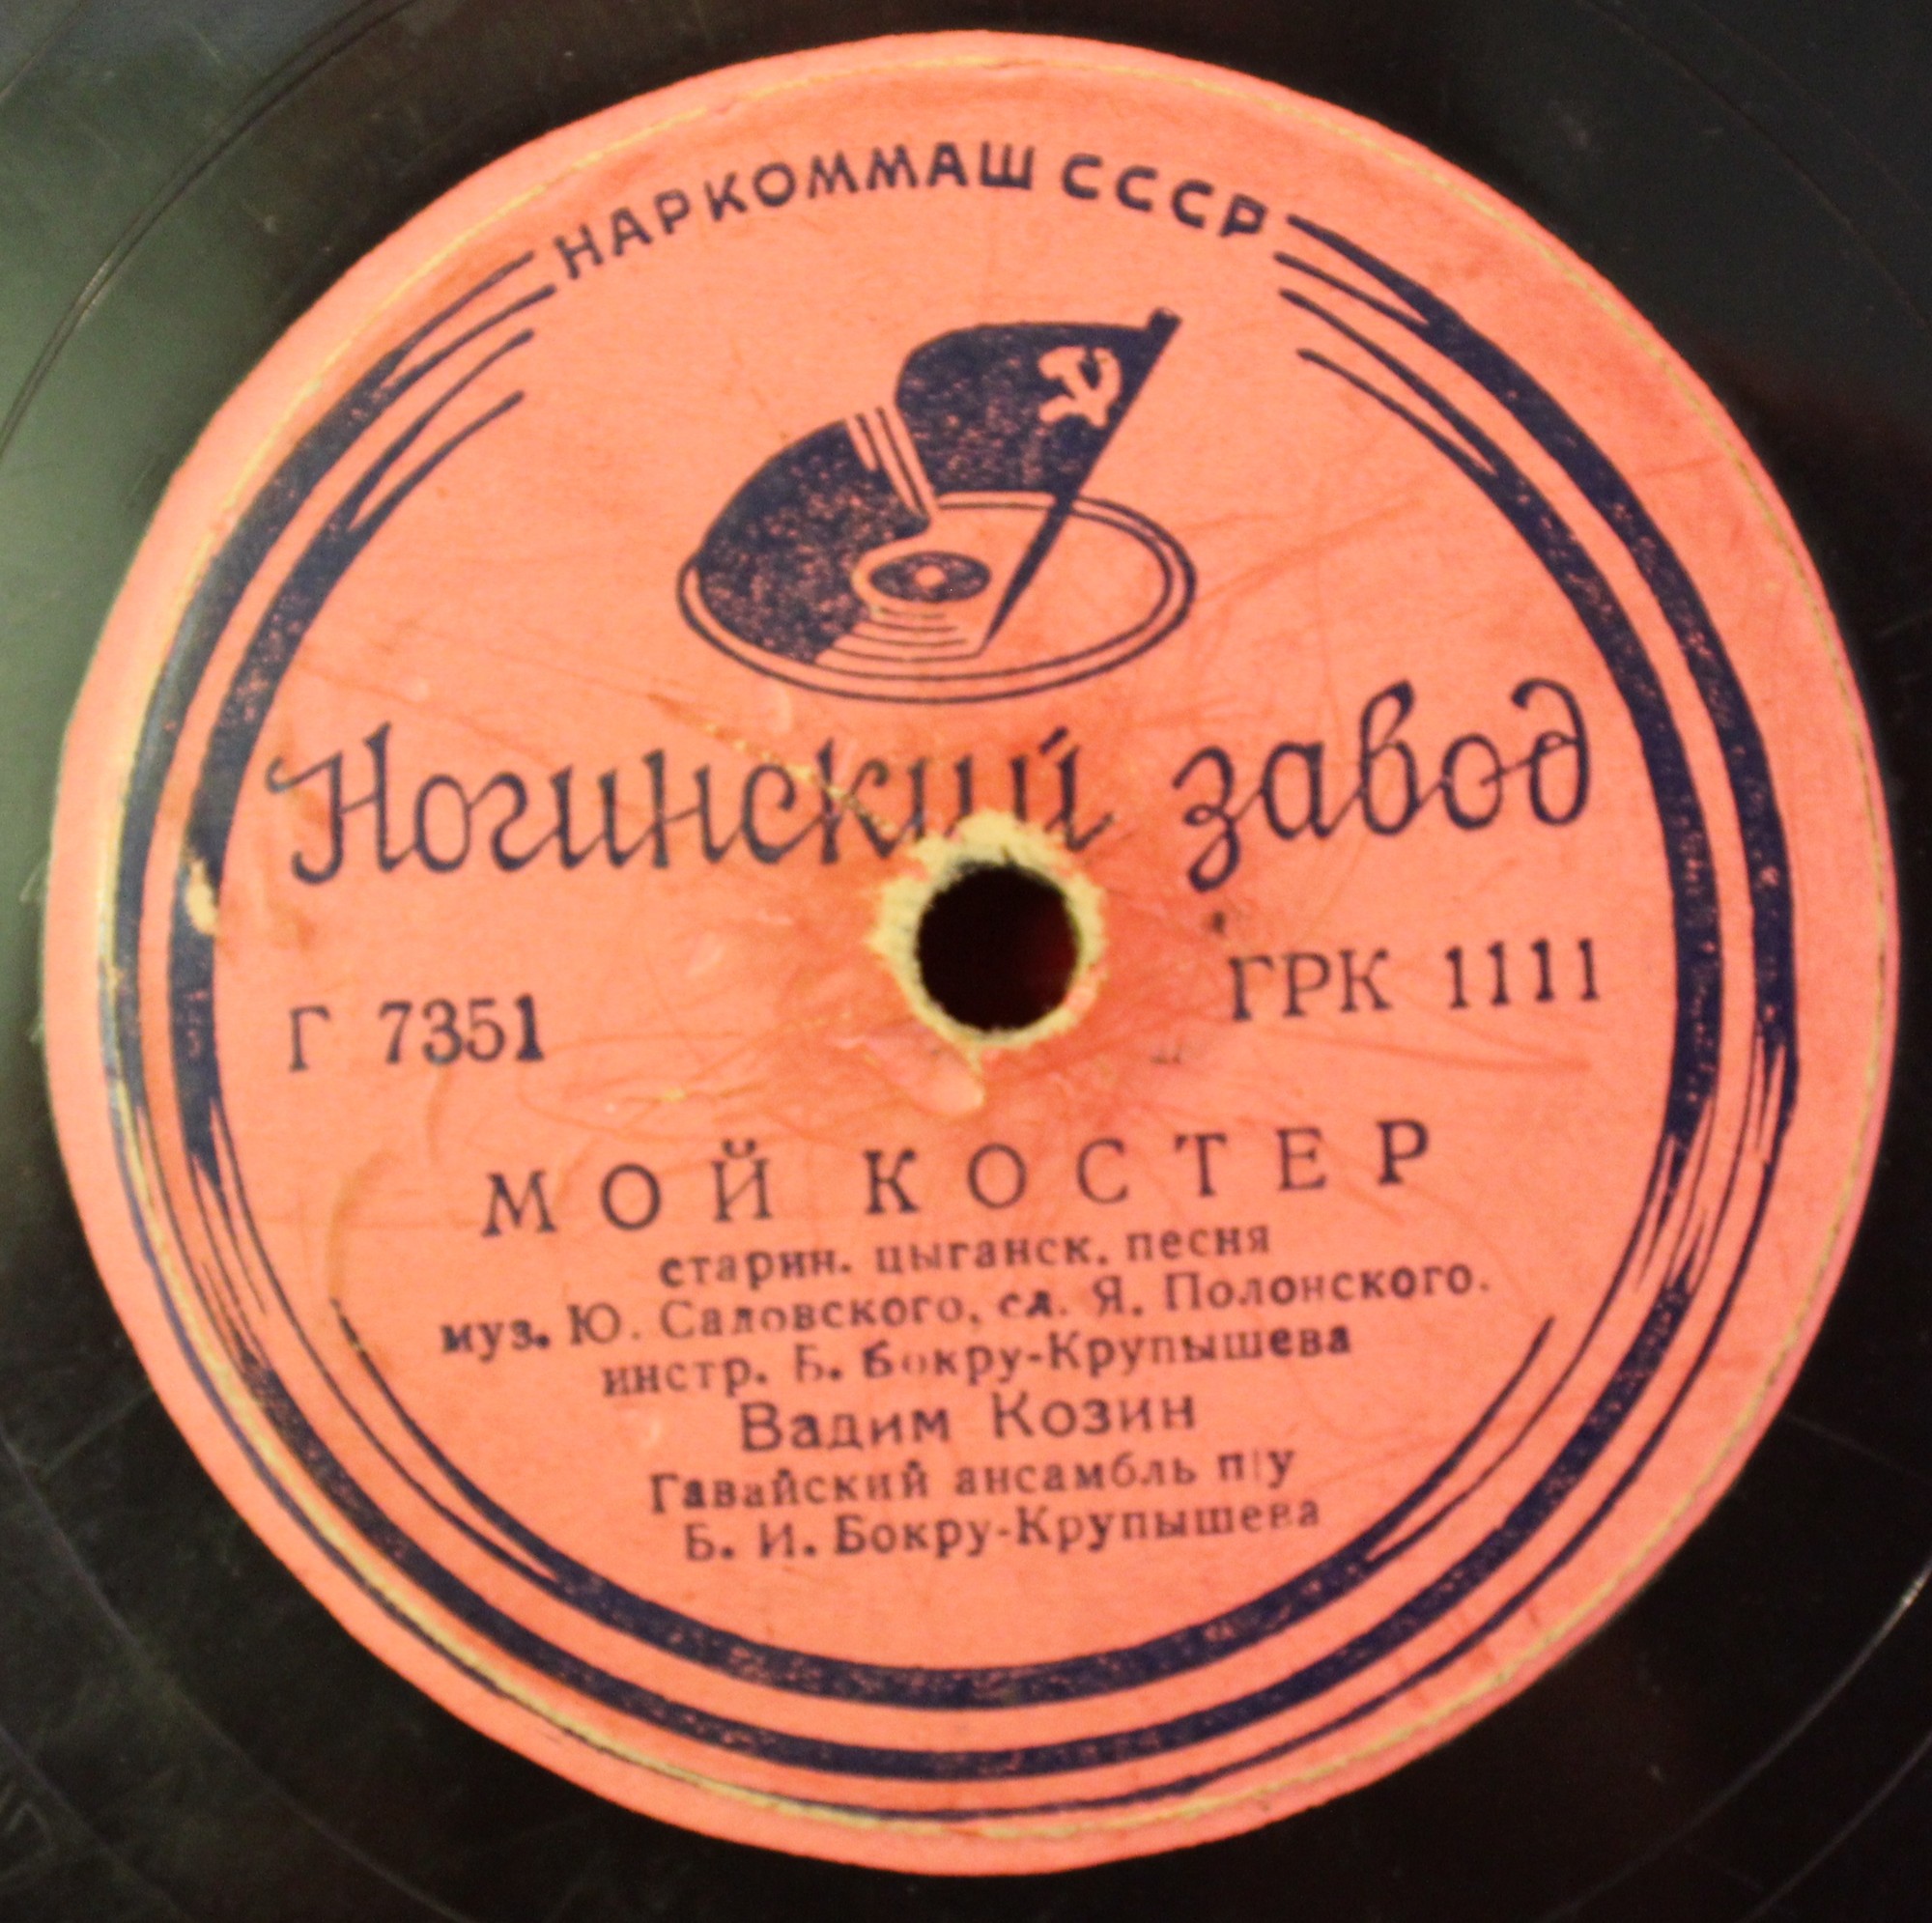 НАРКОММАШ СССР
Ногинский завод
Г 7351
ГРК 1111
МОЙ КОСТЕР
старин. цыганск. песня
муз. Ю. Садовского, сл. Я. Полонского.
инстр. Б. Бокру-Крупышева
Вадим Козин
Гавайский ансамбль п/у
Б. И. Бокру-Крупышева